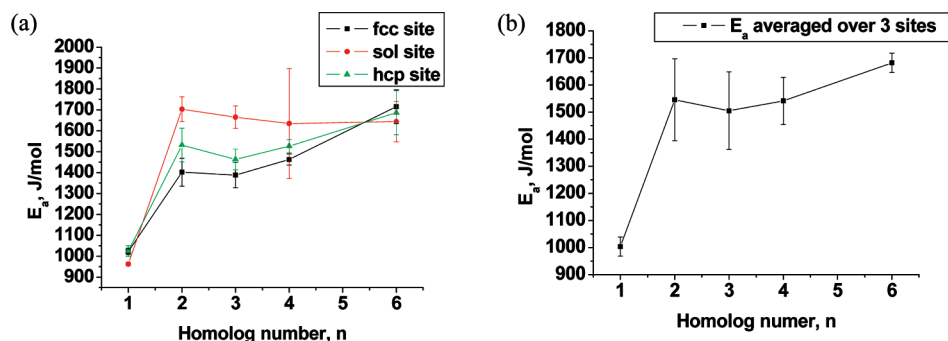 (a)
fcc site
sol site
hcp site
2000
1900
1800
1700
1600
1500
1400
1300
1200
1100
1000
900
Ea, J/mol
1 2 3 4 5 6
Homolog number, n
(b)
Ea averaged over 3 sites
1800
1700
1600
1500
1400
1300
1200
1100
1000
900
Ea, J/mol
1 2 3 4 5 6
Homolog numer, n